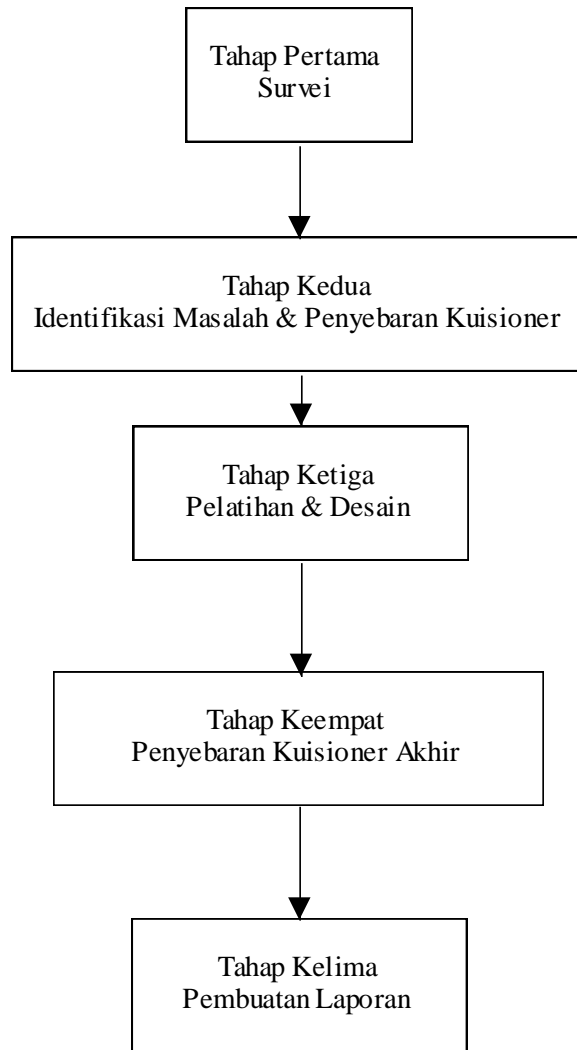 Tahap Pertama
Survei
Tahap Kedua
Identifikasi Masalah & Penyebaran Kuisioner
Tahap Ketiga
Pelatihan & Desain
Tahap Keempat
Penyebaran Kuisioner Akhir
Tahap Kelima
Pembuatan Laporan